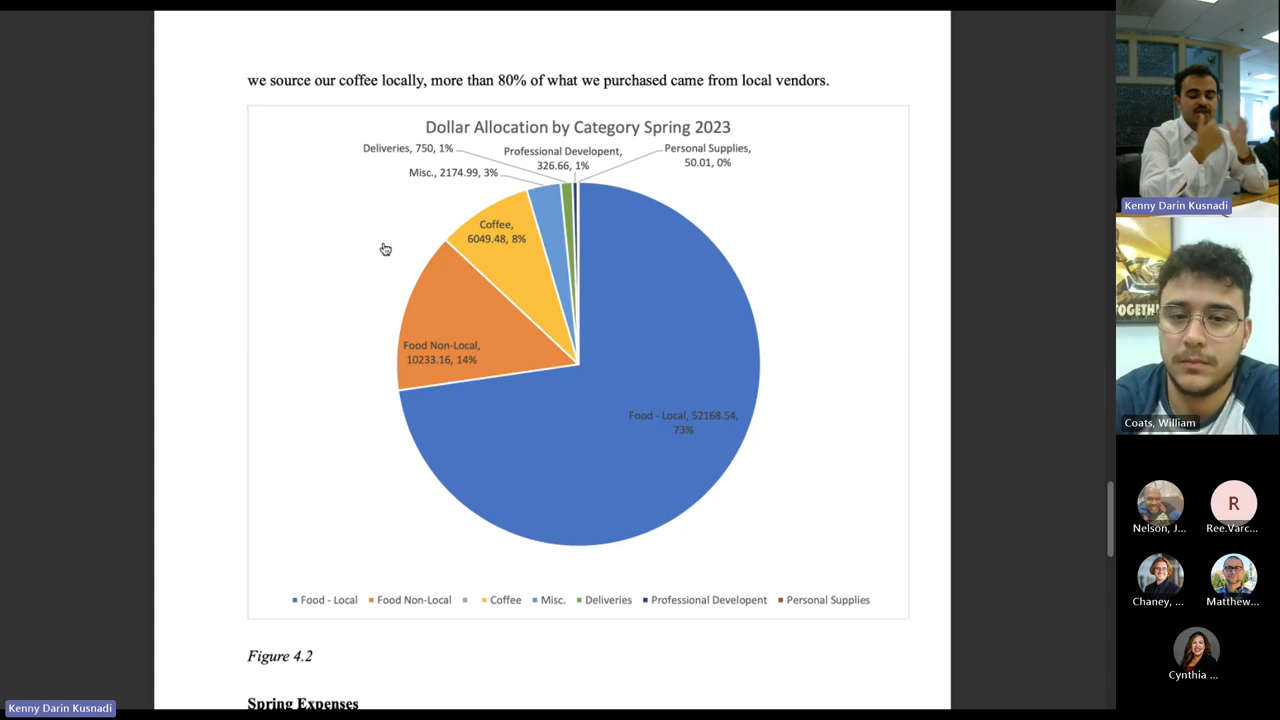 we source our coffee locally, more than 80% of what we purchased came from local vendors.
Dollar Allocation by Category Spring 2023
Deliveries, 750, 1%
Professional Developent,
326.66, 1%
Personal Supplies,
50.01, 0%
Misc., 2174.99, 3%
Coffee,
6049.48, 8%
Food Non-Local,
10233.16, 14%
Food - Local, 52168.54,
73%
Food - Local Food Non-Local Coffee Misc. Deliveries Professional Developent Personal Supplies
Figure 4.2
Spring Expenses
Kenny Darin Kusnadi
Kenny Darin Kusnadi
OGETH
Coats, William
R
Nelson, J... Ree.Varc...
Chaney, ... Matthew...
Cynthia ...